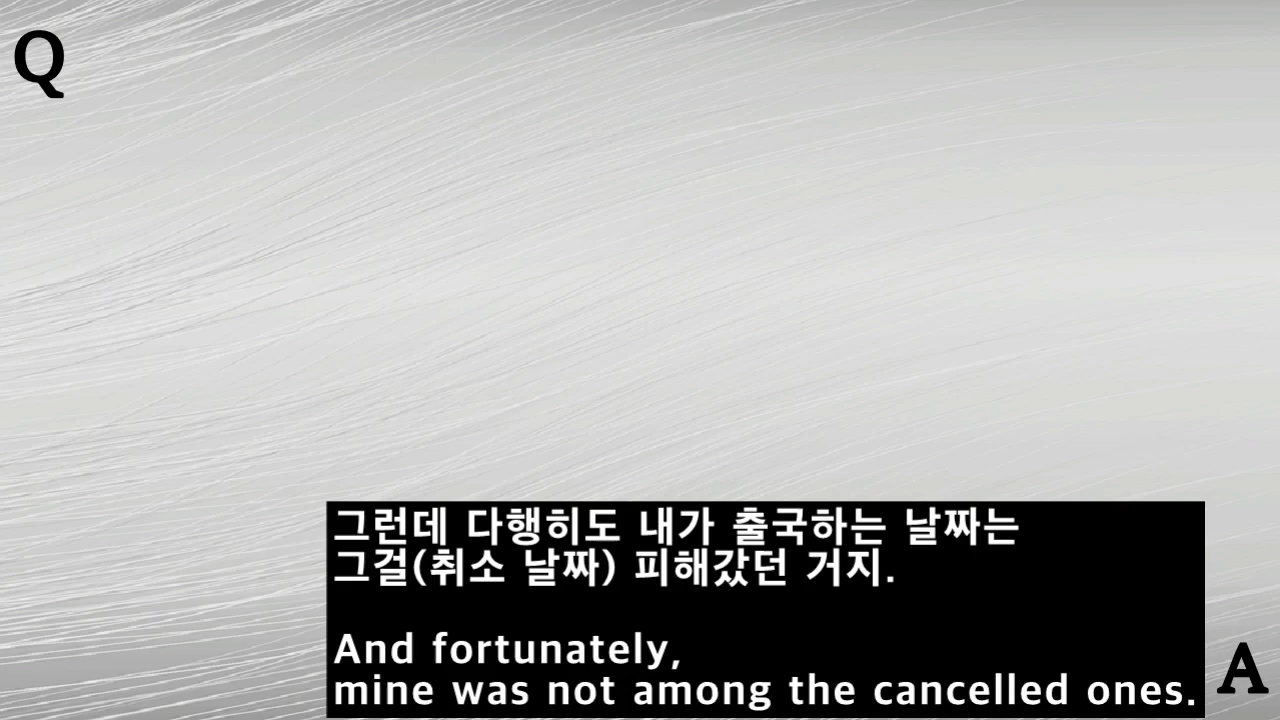 Q
그런데 다행히도 내가 출국하는 날짜는
그걸(취소 날짜) 피해갔던 거지.
And fortunately,
mine was not among the cancelled ones.
A